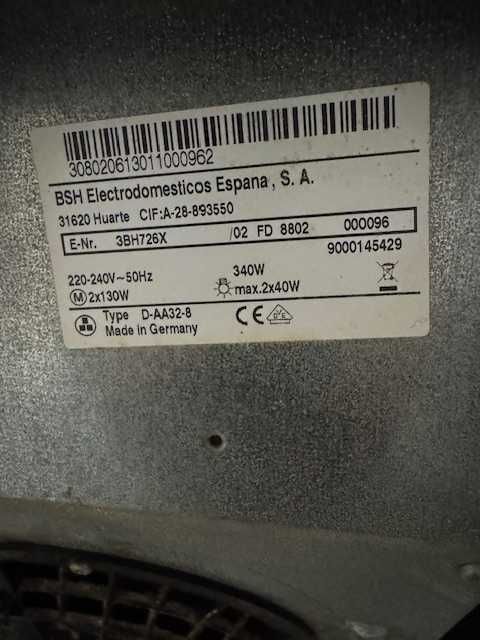 308020613011000962
BSH Electrodomesticos Espana, S. A.
31620 Huarte CIF:A-28-893550
E-Nr. 3BH726X /02 FD 8802 000096
9000145429
220-240V~50Hz 340W
M 2x130W max.2x40W
Type D-AA32-8 CE
Made in Germany